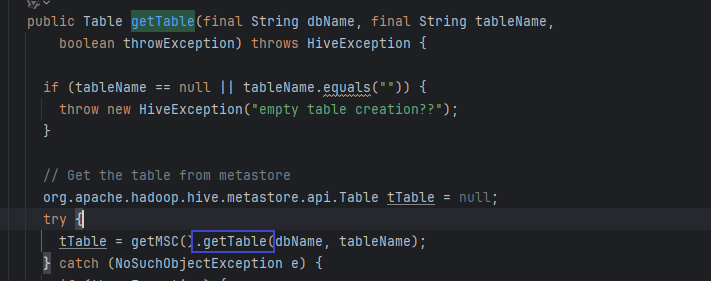 public Table getTable(final String dbName, final String tableName,
boolean throwException) throws HiveException {
if (tableName == null || tableName.equals("")) {
throw new HiveException("empty table creation??");
}
// Get the table from metastore
org.apache.hadoop.hive.metastore.api.Table tTable = null;
try {
tTable = getMSC().getTable(dbName, tableName);
} catch (NoSuchObjectException e) {